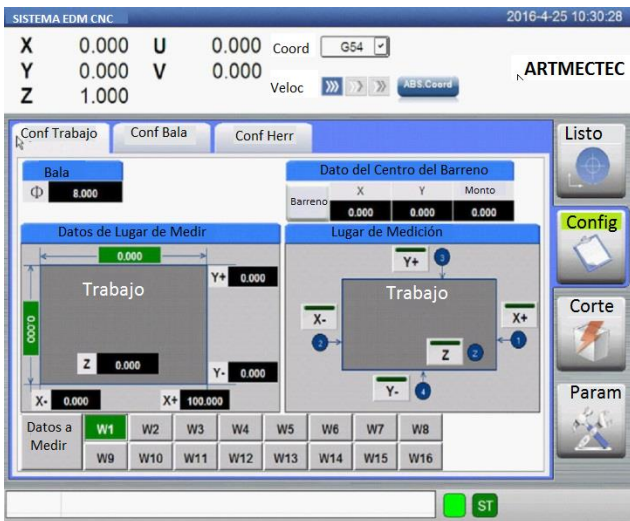 SISTEMA EDM CNC 2016-4-25 10:30:28
X 0.000 U 0.000 Coord G54
Y 0.000 V 0.000
Z 1.000 Veloc ABS.Coord
ARTMECTEC
Conf Trabajo Conf Bala Conf Herr
Bala
Φ 8.000
Dato del Centro del Barreno
X Y Monto
Barreno 0.000 0.000 0.000
Datos de Lugar de Medir
0.000
Y+ 0.000
Trabajo
0.000
Z 0.000
Y- 0.000
X- 0.000 X+ 100.000
Lugar de Medición
Y+ 3
Trabajo
X- X+
2 1
Z 2
Y- 4
Datos a Medir
W1 W2 W3 W4 W5 W6 W7 W8
W9 W10 W11 W12 W13 W14 W15 W16
Listo
Config
Corte
Param
ST